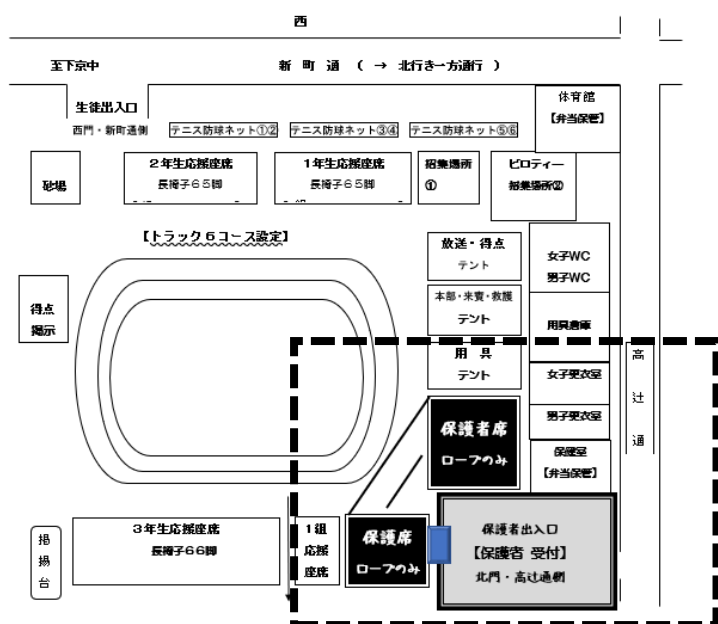 西
至下京中
新町通（→北行き一方通行）
生徒出入口
西門・新町通側
テニス防球ネット①②
テニス防球ネット③④
テニス防球ネット⑤⑥
体育館
【弁当保管】
砂場
２年生応援座席
長椅子６５脚
１年生応援座席
長椅子６５脚
招集場所
①
ピロティー
招集場所②
【トラック６コース設定】
放送・得点
テント
女子WC
男子WC
得点
掲示
本部・来賓・救護
テント
用具倉庫
用具
テント
女子更衣室
高辻通
男子更衣室
保護者席
ロープのみ
保健室
【弁当保管】
掲揚台
３年生応援座席
長椅子６６脚
１組
応援
座席
保護席
ロープのみ
保護者出入口
【保護者 受付】
北門・高辻通側